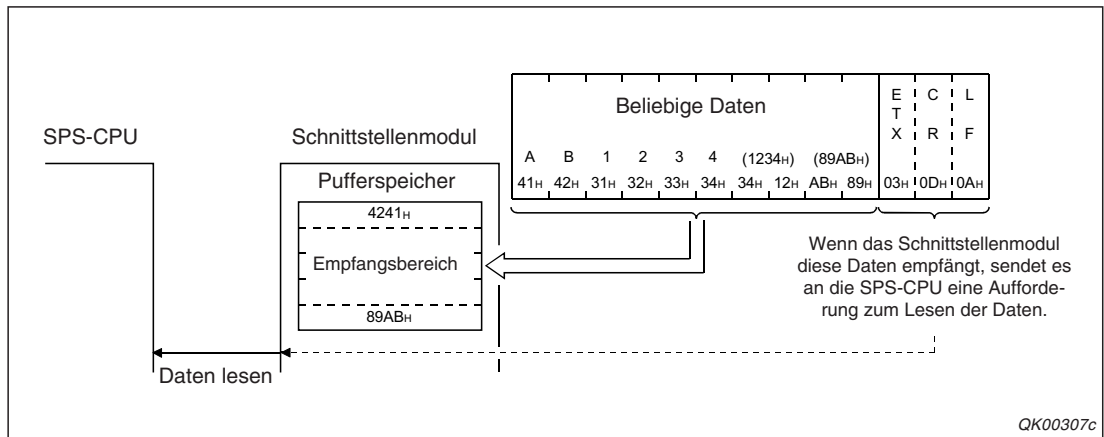 SPS-CPU
Schnittstellenmodul
Beliebige Daten
E T X
C R
L F
A B 1 2 3 4 (1234H) (89ABH)
41H 42H 31H 32H 33H 34H 34H 12H ABH 89H 03H 0DH 0AH
Pufferspeicher
4241H
Empfangsbereich
89ABH
Wenn das Schnittstellenmodul
diese Daten empfängt, sendet es
an die SPS-CPU eine Aufforde-
rung zum Lesen der Daten.
Daten lesen
QK00307c